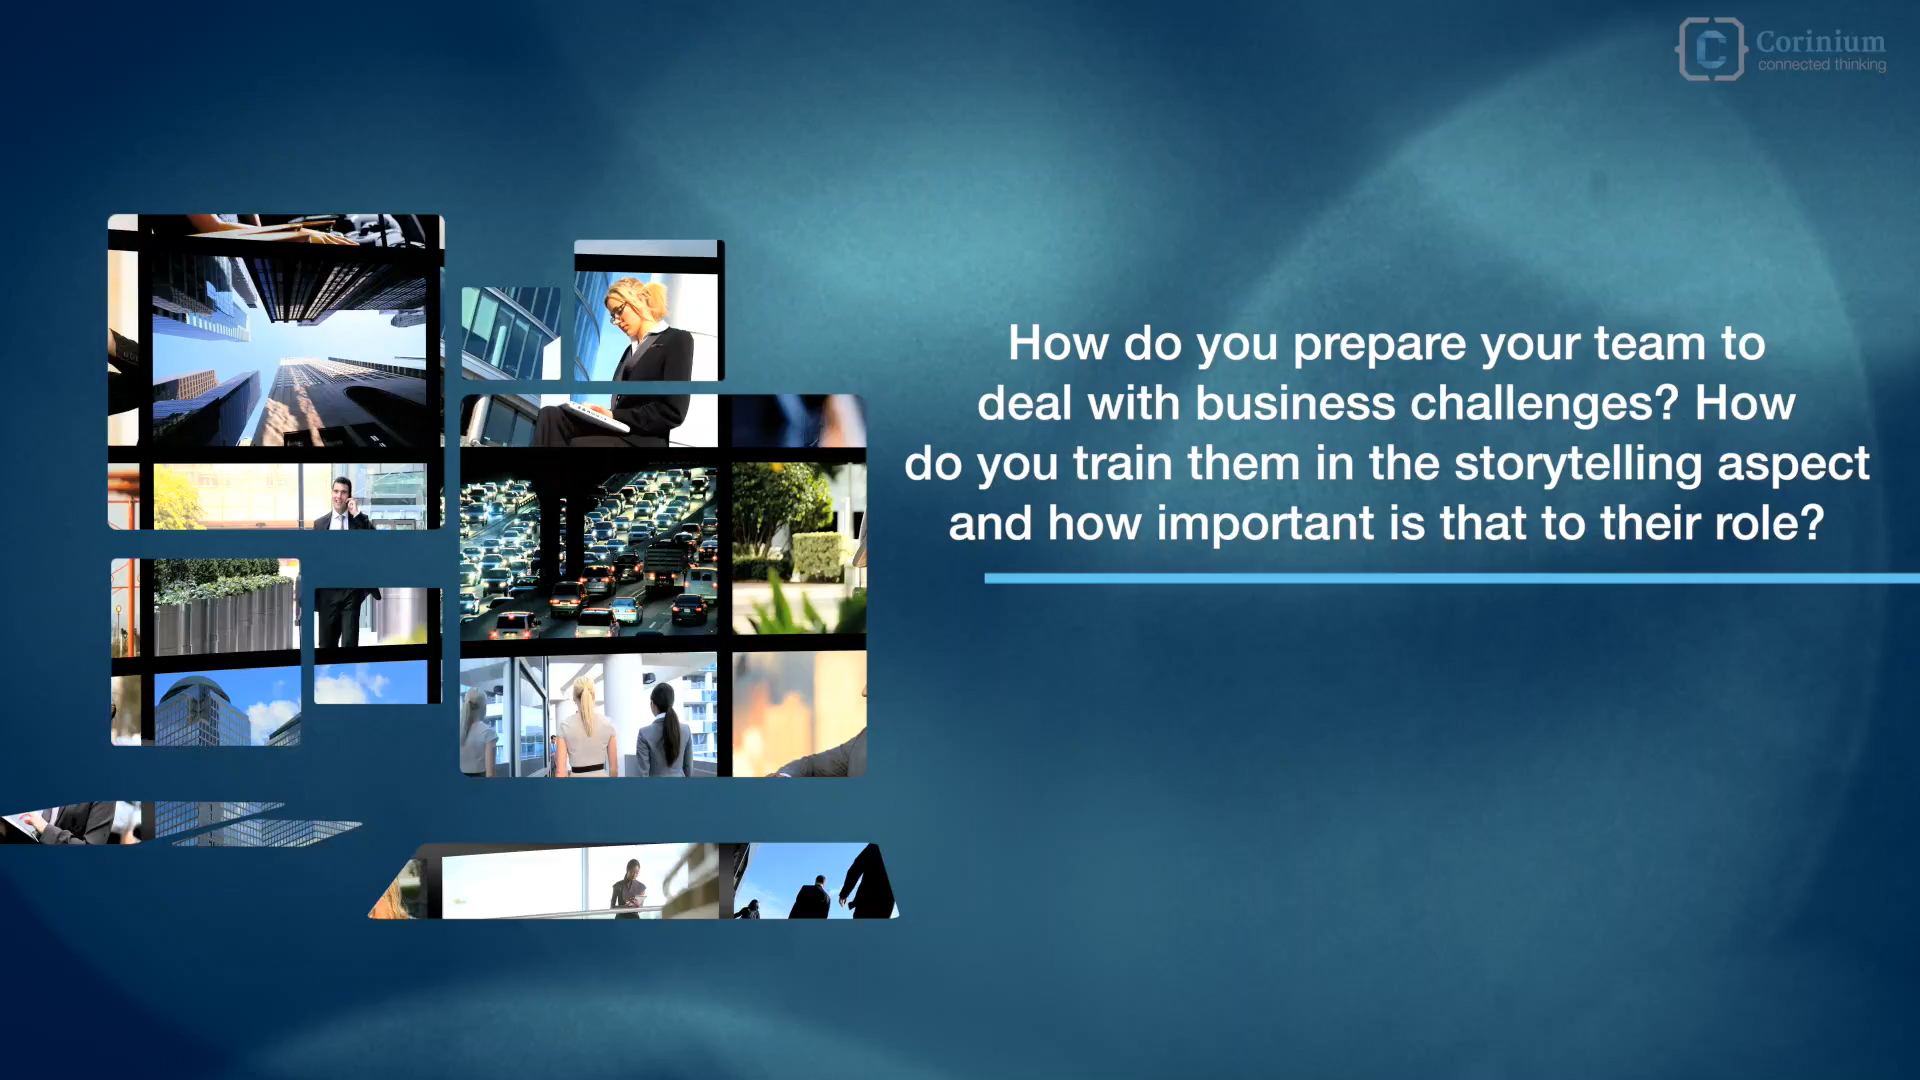 Corinium
connected thinking
How do you prepare your team to
deal with business challenges? How
do you train them in the storytelling aspect
and how important is that to their role?